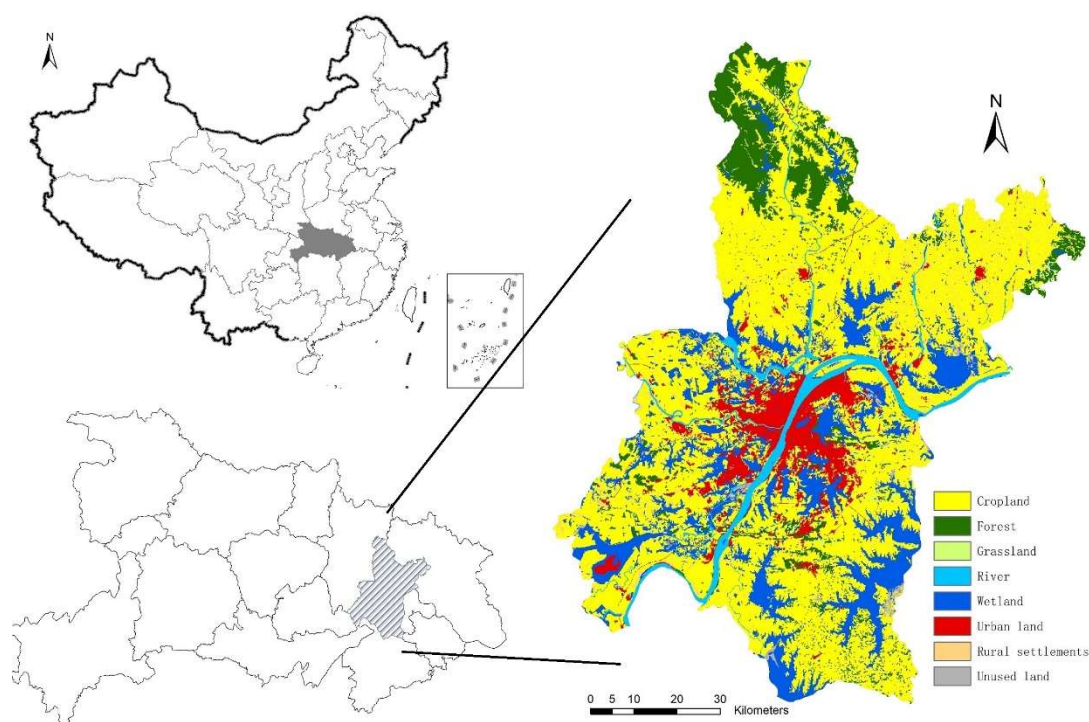 N
N
Cropland
Forest
Grassland
River
Wetland
Urban land
Rural settlements
Unused land
0 5 10 20 30
Kilometers